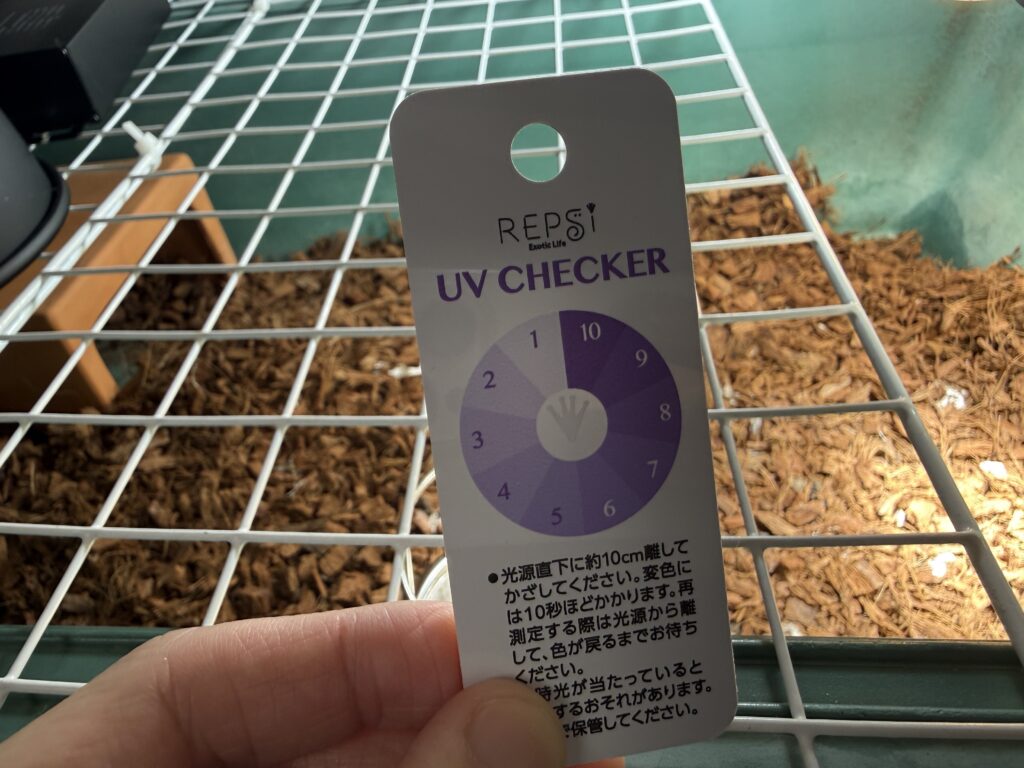 REPSi
Exotic Life
UV CHECKER
1
10
2
9
3
8
4
7
5
6
●光源直下に約10cm離して
かざしてください。変色に
は10秒ほどかかります。再
測定する際は光源から離
して、色が戻るまでお待ち
ください。
時光が当たっていると
するおそれがあります。
で保管してください。